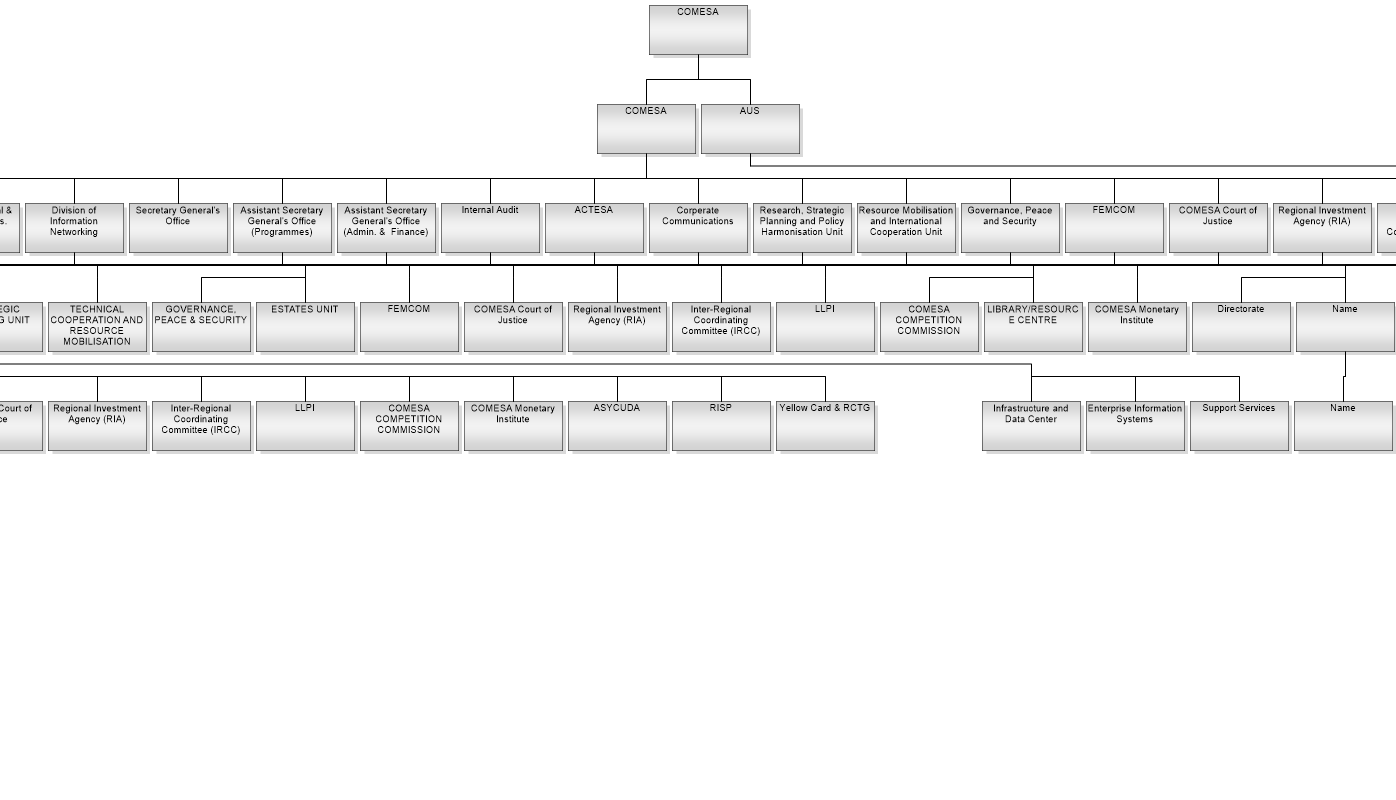 COMESA
COMESA
AUS
l &
s.
Division of
Information
Networking
Secretary General's
Office
Assistant Secretary
General's Office
(Programmes)
Assistant Secretary
General's Office
(Admin. & Finance)
Internal Audit
ACTESA
Corperate
Communications
Research, Strategic
Planning and Policy
Harmonisation Unit
Resource Mobilisation
and International
Cooperation Unit
Governance, Peace
and Security
FEMCOM
COMESA Court of
Justice
Regional Investment
Agency (RIA)
Co
EGIC
G UNIT
TECHNICAL
COOPERATION AND
RESOURCE
MOBILISATION
GOVERNANCE,
PEACE & SECURITY
ESTATES UNIT
FEMCOM
COMESA Court of
Justice
Regional Investment
Agency (RIA)
Inter-Regional
Coordinating
Committee (IRCC)
LLPI
COMESA
COMPETITION
COMMISSION
LIBRARY/RESOURC
E CENTRE
COMESA Monetary
Institute
Directorate
Name
Court of
ce
Regional Investment
Agency (RIA)
Inter-Regional
Coordinating
Committee (IRCC)
LLPI
COMESA
COMPETITION
COMMISSION
COMESA Monetary
Institute
ASYCUDA
RISP
Yellow Card & RCTG
Infrastructure and
Data Center
Enterprise Information
Systems
Support Services
Name